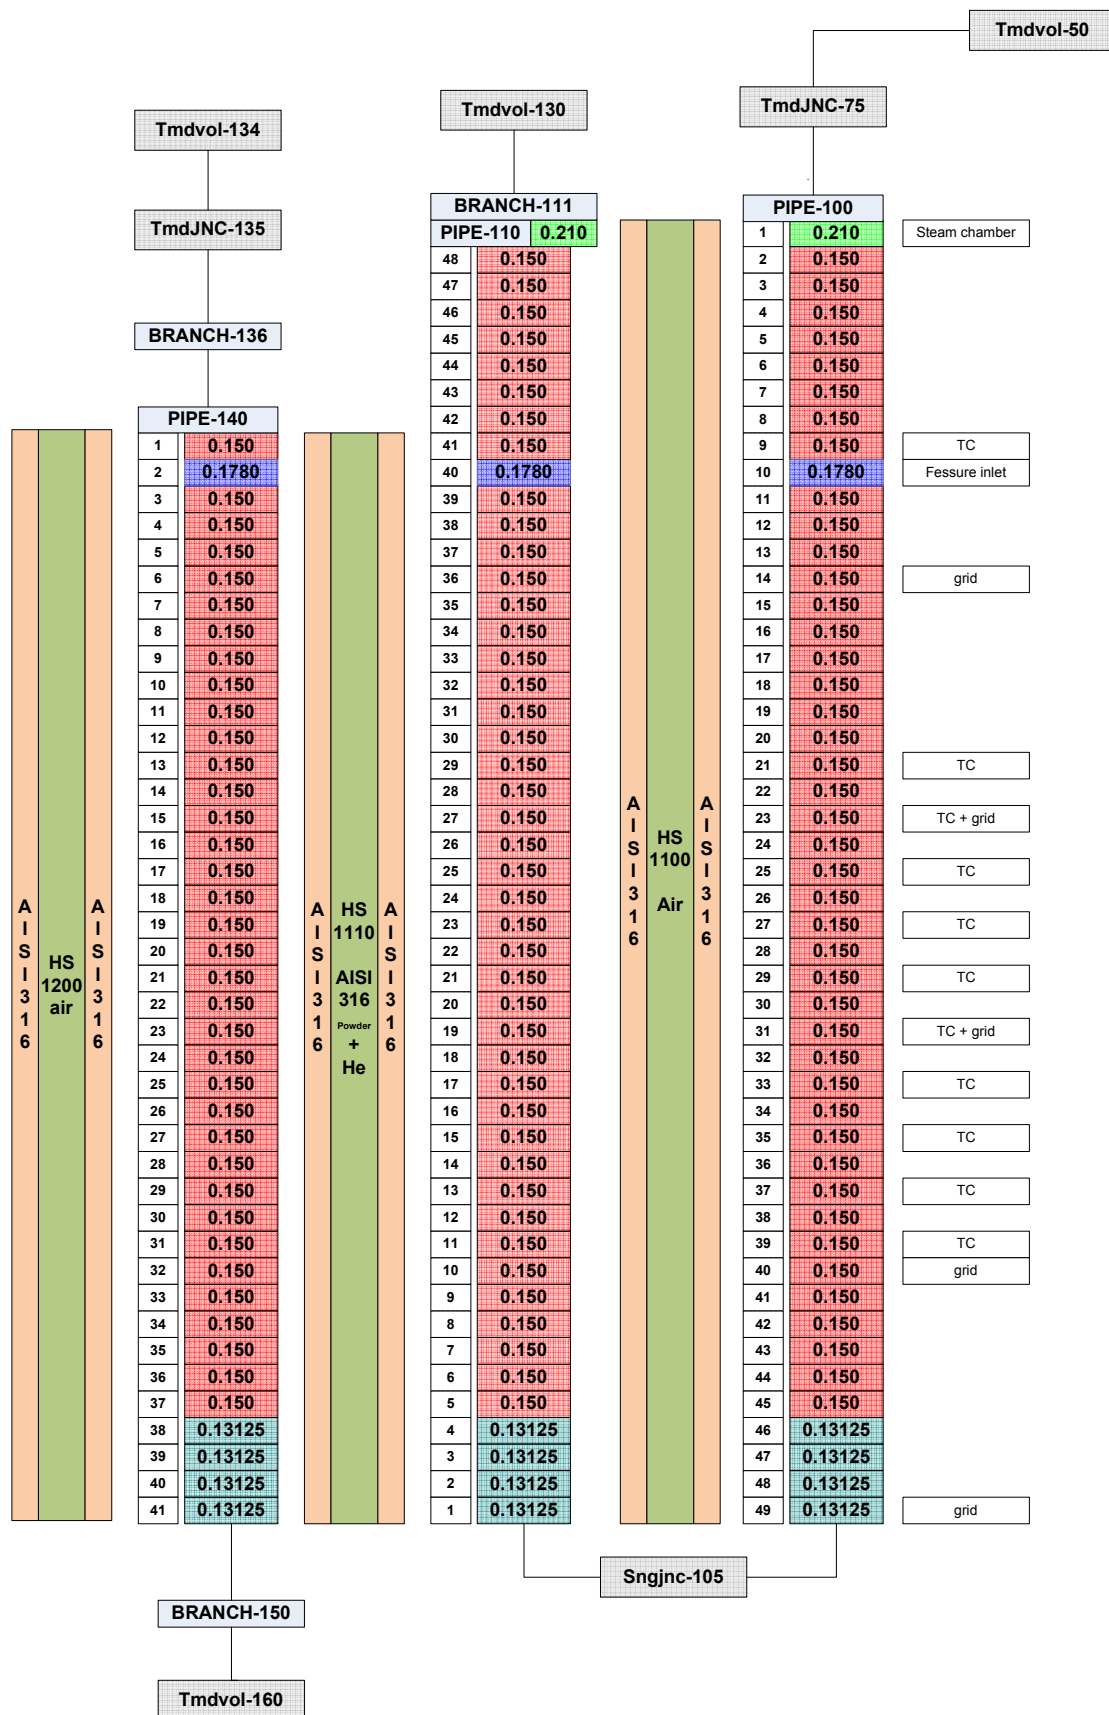 Tmdvol-50
TmdJNC-75
Tmdvol-130
Tmdvol-134
TmdJNC-135
BRANCH-136
BRANCH-111
PIPE-110 0.210
PIPE-100
1 0.210 Steam chamber
48 0.150 2 0.150
47 0.150 3 0.150
46 0.150 4 0.150
45 0.150 5 0.150
44 0.150 6 0.150
43 0.150 7 0.150
42 0.150 8 0.150
PIPE-140
1 0.150 41 0.150 9 0.150 TC
2 0.1780 40 0.1780 10 0.1780 Fessure inlet
3 0.150 39 0.150 11 0.150
4 0.150 38 0.150 12 0.150
5 0.150 37 0.150 13 0.150
6 0.150 36 0.150 14 0.150 grid
7 0.150 35 0.150 15 0.150
8 0.150 34 0.150 16 0.150
9 0.150 33 0.150 17 0.150
10 0.150 32 0.150 18 0.150
11 0.150 31 0.150 19 0.150
12 0.150 30 0.150 20 0.150
13 0.150 29 0.150 21 0.150 TC
14 0.150 28 0.150 22 0.150
15 0.150 27 0.150 23 0.150 TC + grid
16 0.150 26 0.150 24 0.150
17 0.150 25 0.150 25 0.150 TC
18 0.150 24 0.150 26 0.150
19 0.150 23 0.150 27 0.150 TC
20 0.150 22 0.150 28 0.150
21 0.150 21 0.150 29 0.150 TC
22 0.150 20 0.150 30 0.150
23 0.150 19 0.150 31 0.150 TC + grid
24 0.150 18 0.150 32 0.150
25 0.150 17 0.150 33 0.150 TC
26 0.150 16 0.150 34 0.150
27 0.150 15 0.150 35 0.150 TC
28 0.150 14 0.150 36 0.150
29 0.150 13 0.150 37 0.150 TC
30 0.150 12 0.150 38 0.150
31 0.150 11 0.150 39 0.150 TC
32 0.150 10 0.150 40 0.150 grid
33 0.150 9 0.150 41 0.150
34 0.150 8 0.150 42 0.150
35 0.150 7 0.150 43 0.150
36 0.150 6 0.150 44 0.150
37 0.150 5 0.150 45 0.150
38 0.13125 4 0.13125 46 0.13125
39 0.13125 3 0.13125 47 0.13125
40 0.13125 2 0.13125 48 0.13125
41 0.13125 1 0.13125 49 0.13125 grid
AISI316
HS
1200
air
AISI316
AISI316
HS
1110
AISI
316
Powder
+
He
AISI316
AISI316
HS
1100
Air
AISI316
Sngjnc-105
BRANCH-150
Tmdvol-160